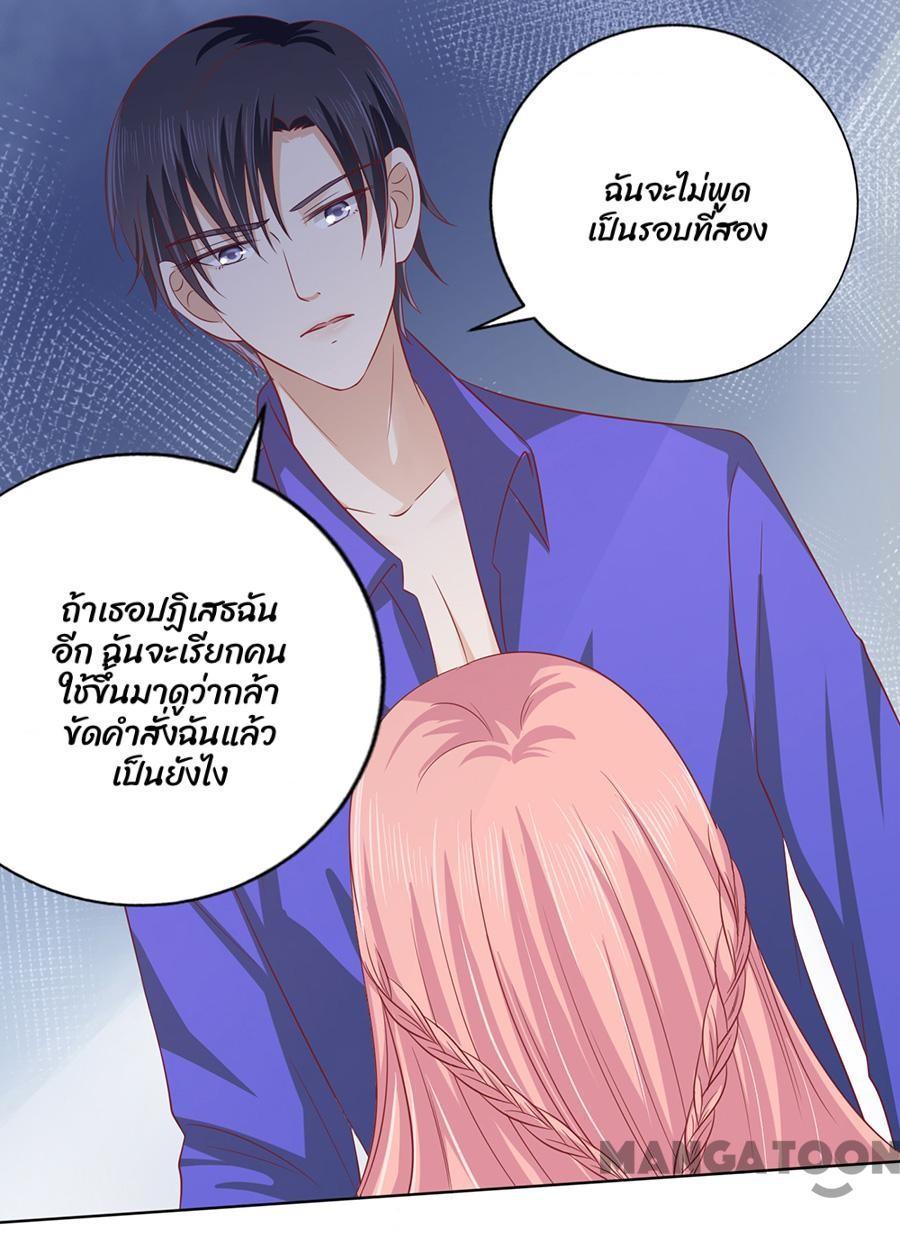 ฉันจะไม่พูด
เป็นรอบที่สอง
ถ้าเธอปฏิเสธฉัน
อีก ฉันจะเรียกคน
ใช้ขึ้นมาดูว่ากล้า
ขัดคำสั่งฉันแล้ว
เป็นยังไง
MANGATOON